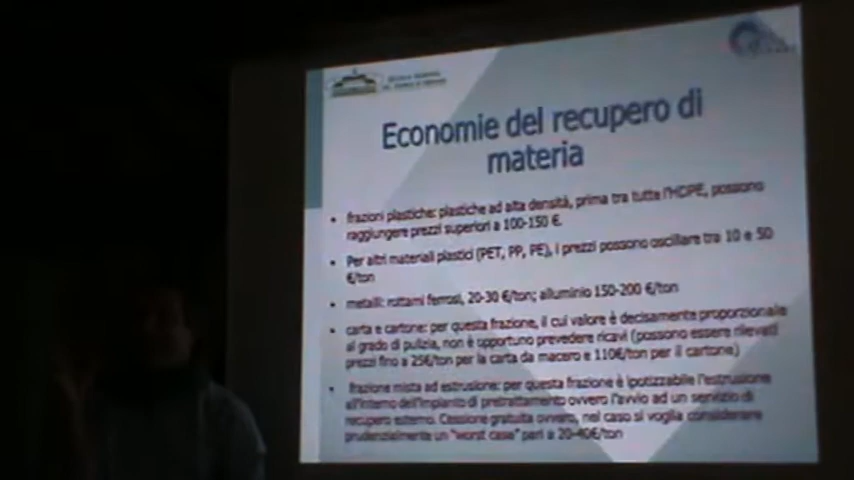 Economie del recupero di
materia
• frazioni plastiche: plastiche ad alta densità, prima tra tutte l'HDPE, possono
raggiungere prezzi superiori a 100-150 €.
• Per altri materiali plastici (PET, PP, PE), i prezzi possono oscillare tra 10 e 50
€/ton
• metalli: rottami ferrosi, 20-30 €/ton; alluminio 150-200 €/ton
• carta e cartone: per questa frazione, il cui valore è decisamente proporzionale
al grado di pulizia, non è opportuno prevedere ricavi (possono essere rilevati
prezzi fino a 25€/ton per la carta da macero e 110€/ton per il cartone)
• frazione mista ad estrusione: per questa frazione è ipotizzabile l'estrusione
all'interno dell'impianto di pretrattamento ovvero l'avvio ad un servizio di
recupero esterno. Cessione gratuita ovvero, nel caso si voglia considerare
prudenzialmente un "worst case" pari a 20-40€/ton